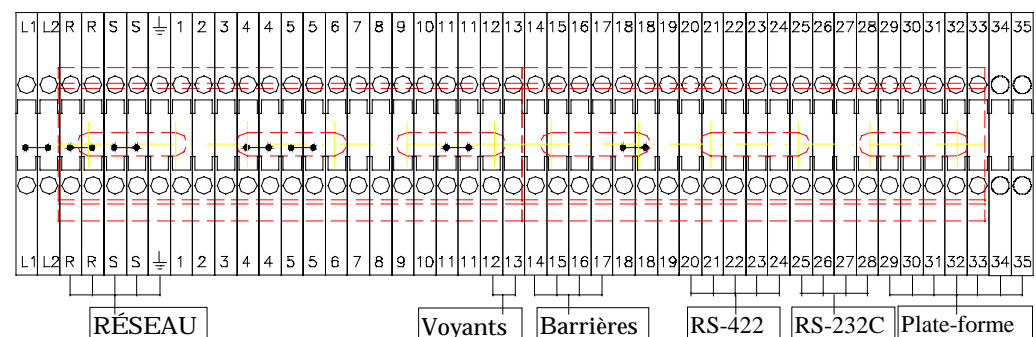 L1 L2 R R S S ⏚ 1 2 3 4 4 5 5 6 7 8 9 10 11 11 12 13 14 15 16 17 18 18 19 20 21 22 23 24 25 26 27 28 29 30 31 32 33 34 35
L1 L2 R R S S ⏚ 1 2 3 4 4 5 5 6 7 8 9 10 11 11 12 13 14 15 16 17 18 18 19 20 21 22 23 24 25 26 27 28 29 30 31 32 33 34 35
RÉSEAU Voyants Barrières RS-422 RS-232C Plate-forme